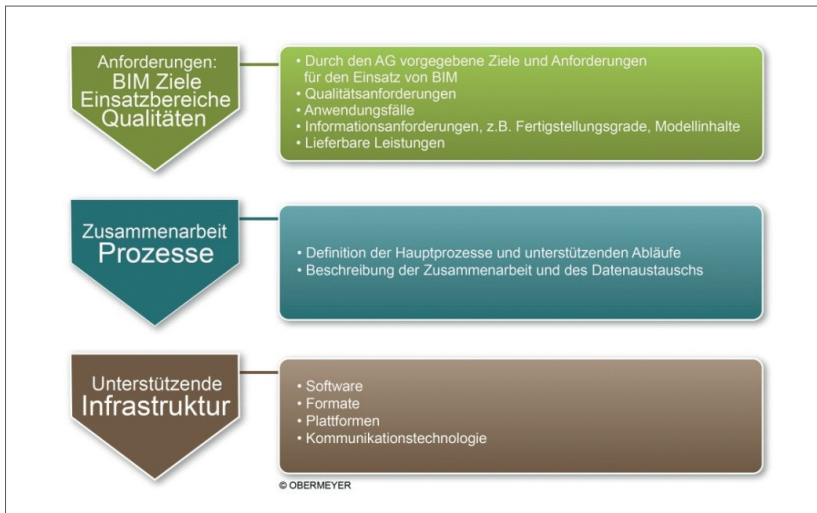 Anforderungen:
BIM Ziele
Einsatzbereiche
Qualitäten
• Durch den AG vorgegebene Ziele und Anforderungen
für den Einsatz von BIM
• Qualitätsanforderungen
• Anwendungsfälle
• Informationsanforderungen, z.B. Fertigstellungsgrade, Modellinhalte
• Lieferbare Leistungen
Zusammenarbeit
Prozesse
• Definition der Hauptprozesse und unterstützenden Abläufe
• Beschreibung der Zusammenarbeit und des Datenaustauschs
Unterstützende
Infrastruktur
• Software
• Formate
• Plattformen
• Kommunikationstechnologie
© OBERMEYER